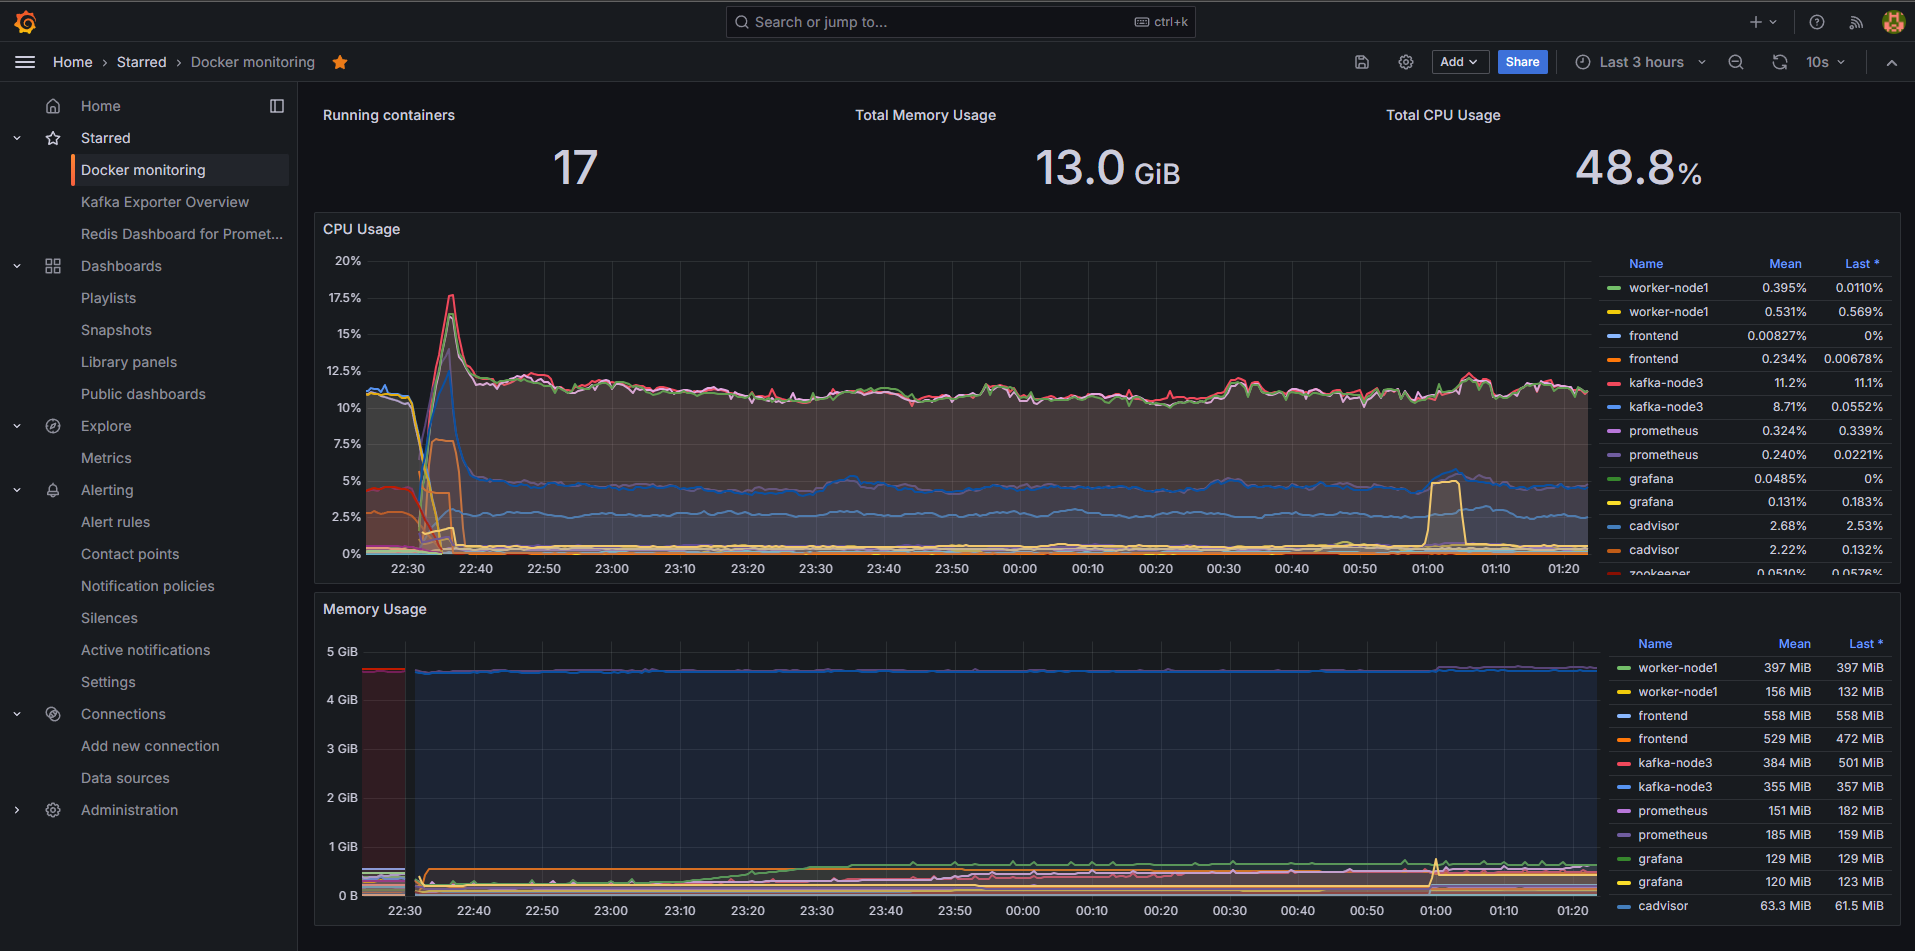 Search or jump to...
ctrl+k
Home › Starred › Docker monitoring
Add
Share
Last 3 hours
10s
Home
Starred
Docker monitoring
Kafka Exporter Overview
Redis Dashboard for Promet...
Dashboards
Playlists
Snapshots
Library panels
Public dashboards
Explore
Metrics
Alerting
Alert rules
Contact points
Notification policies
Silences
Active notifications
Settings
Connections
Add new connection
Data sources
Administration
Running containers
17
Total Memory Usage
13.0 GiB
Total CPU Usage
48.8%
CPU Usage
20%
17.5%
15%
12.5%
10%
7.5%
5%
2.5%
0%
22:30 22:40 22:50 23:00 23:10 23:20 23:30 23:40 23:50 00:00 00:10 00:20 00:30 00:40 00:50 01:00 01:10 01:20
Name Mean Last *
worker-node1 0.395% 0.0110%
worker-node1 0.531% 0.569%
frontend 0.00827% 0%
frontend 0.234% 0.00678%
kafka-node3 11.2% 11.1%
kafka-node3 8.71% 0.0552%
prometheus 0.324% 0.339%
prometheus 0.240% 0.0221%
grafana 0.0485% 0%
grafana 0.131% 0.183%
cadvisor 2.68% 2.53%
cadvisor 2.22% 0.132%
zookeeper 0.0510% 0.0576%
Memory Usage
5 GiB
4 GiB
3 GiB
2 GiB
1 GiB
0 B
22:30 22:40 22:50 23:00 23:10 23:20 23:30 23:40 23:50 00:00 00:10 00:20 00:30 00:40 00:50 01:00 01:10 01:20
Name Mean Last *
worker-node1 397 MiB 397 MiB
worker-node1 156 MiB 132 MiB
frontend 558 MiB 558 MiB
frontend 529 MiB 472 MiB
kafka-node3 384 MiB 501 MiB
kafka-node3 355 MiB 357 MiB
prometheus 151 MiB 182 MiB
prometheus 185 MiB 159 MiB
grafana 129 MiB 129 MiB
grafana 120 MiB 123 MiB
cadvisor 63.3 MiB 61.5 MiB